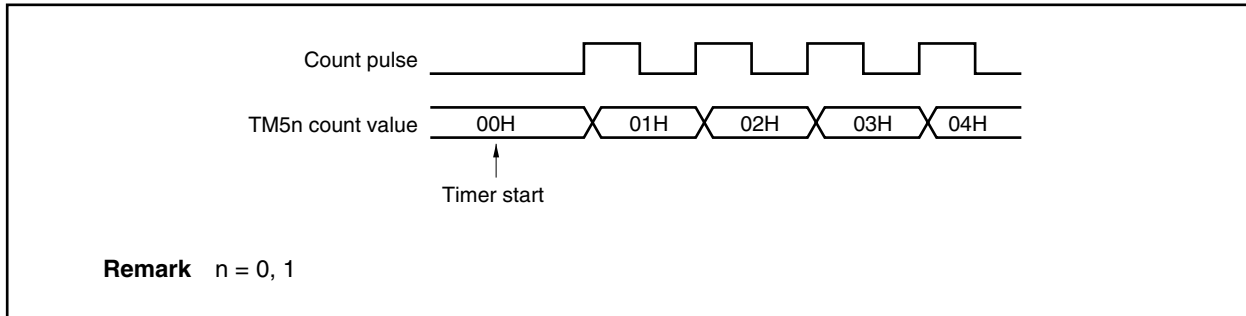 Count pulse
TM5n count value 00H 01H 02H 03H 04H
Timer start
Remark n = 0, 1